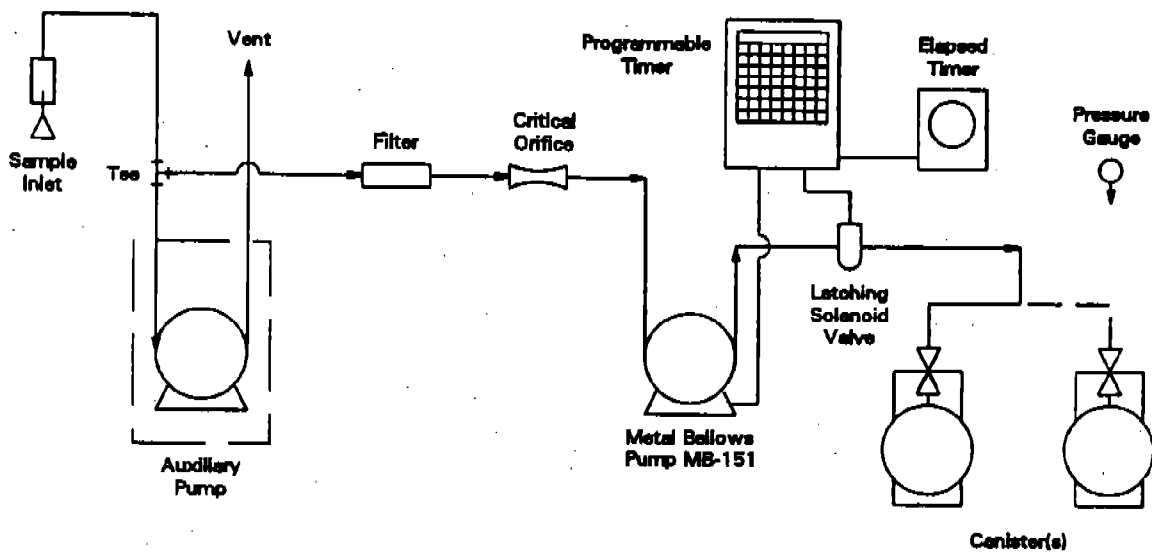 Vent
Programmable
Timer
Elapsed
Timer
Pressure
Gauge
Sample
Inlet
Tee
Filter
Critical
Orifice
Latching
Solenoid
Valve
Auxiliary
Pump
Metal Bellows
Pump MB-151
Canister(s)